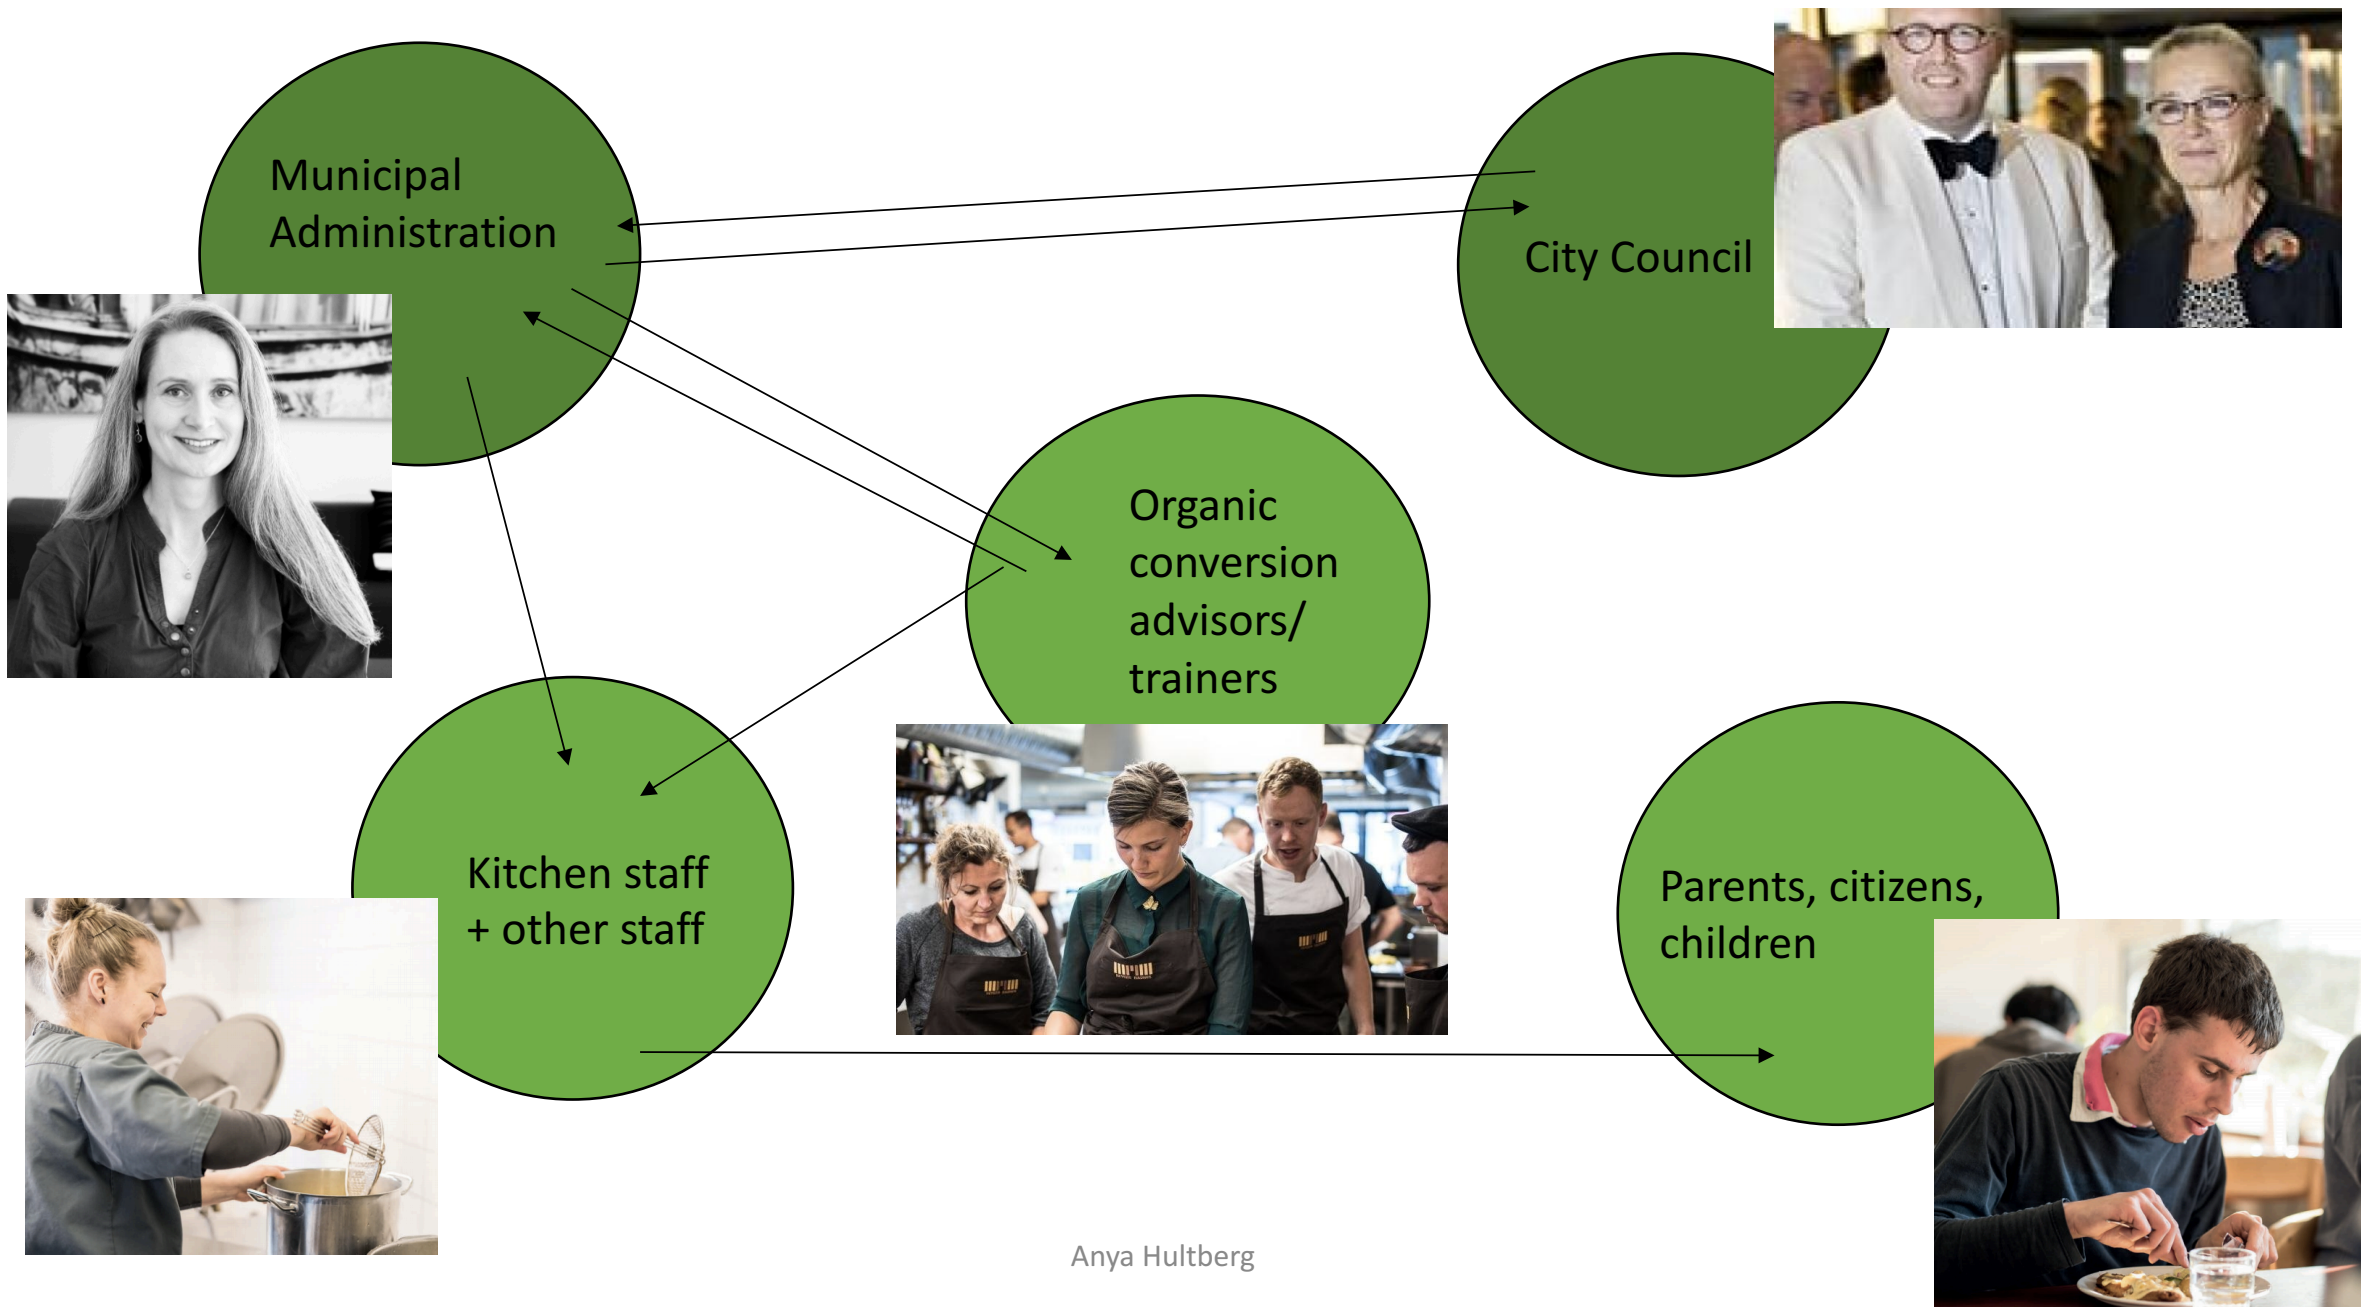 Municipal
Administration
City Council
Organic
conversion
advisors/
trainers
Kitchen staff
+ other staff
Parents, citizens,
children
Anya Hultberg